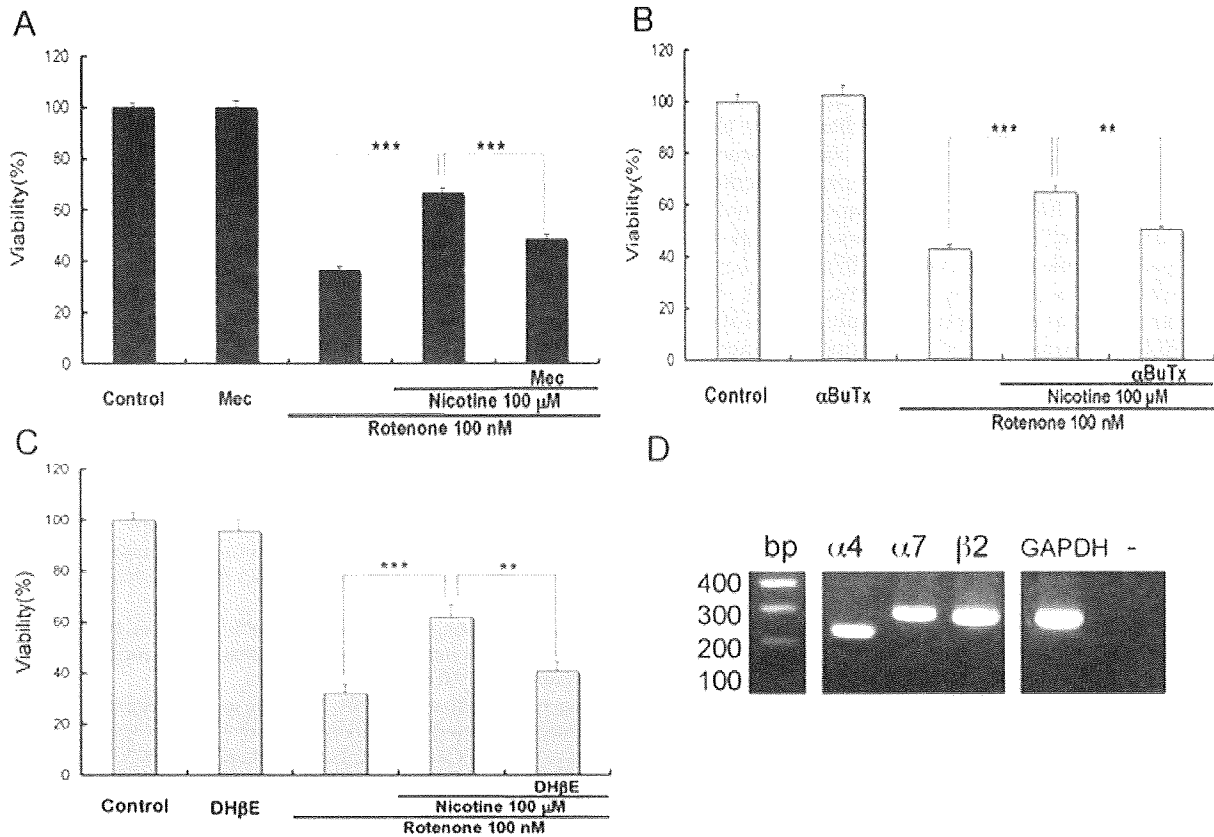 A
120
100
80
60
40
20
0
Viability(%)
*** ***
Control Mec
Mec
Nicotine 100 µM
Rotenone 100 nM
B
120
100
80
60
40
20
0
Viability(%)
*** **
Control αBuTx
αBuTx
Nicotine 100 µM
Rotenone 100 nM
C
120
100
80
60
40
20
0
Viability(%)
*** **
Control DHβE
DHβE
Nicotine 100 µM
Rotenone 100 nM
D
bp α4 α7 β2 GAPDH -
400
300
200
100